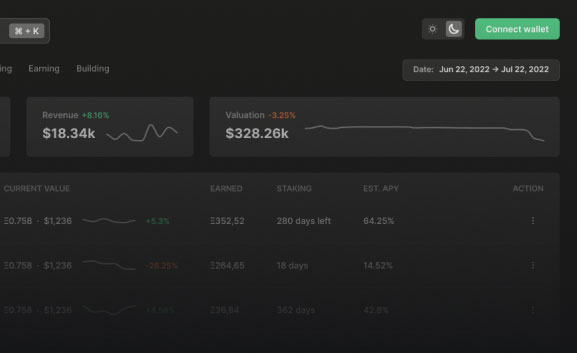 ⌘ + K
Connect wallet
ing Earning Building
Date: Jun 22, 2022 → Jul 22, 2022
Revenue +8.16%
$18.34k
Valuation -3.25%
$328.26k
CURRENT VALUE EARNED STAKING EST. APY ACTION
Ξ0.758 · $1,236 +5.3% Ξ352,52 280 days left 64.25%
Ξ0.758 · $1,236 -26.25% Ξ264,65 18 days 14.52%
Ξ0.758 · $1,236 +8.56% Ξ36,84 362 days 42.8%